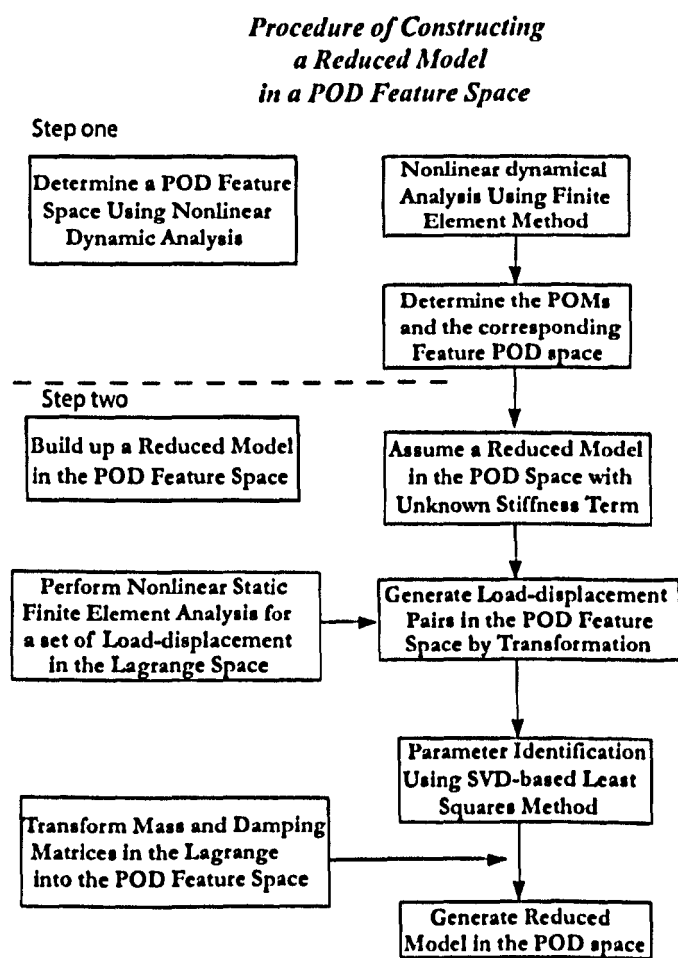 Procedure of Constructing
a Reduced Model
in a POD Feature Space
Step one
Determine a POD Feature
Space Using Nonlinear
Dynamic Analysis
Nonlinear dynamical
Analysis Using Finite
Element Method
Determine the POMs
and the corresponding
Feature POD space
Step two
Build up a Reduced Model
in the POD Feature Space
Assume a Reduced Model
in the POD Space with
Unknown Stiffness Term
Perform Nonlinear Static
Finite Element Analysis for
a set of Load-displacement
in the Lagrange Space
Generate Load-displacement
Pairs in the POD Feature
Space by Transformation
Parameter Identification
Using SVD-based Least
Squares Method
Transform Mass and Damping
Matrices in the Lagrange
into the POD Feature Space
Generate Reduced
Model in the POD space